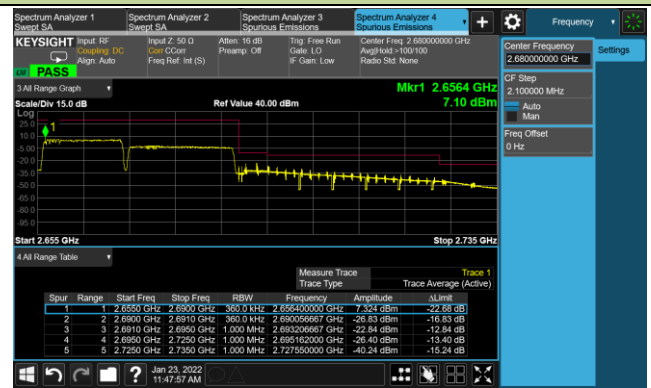 Spectrum Analyzer 1
Swept SA
Spectrum Analyzer 2
Swept SA
Spectrum Analyzer 3
Spurious Emissions
Spectrum Analyzer 4
Spurious Emissions
Frequency
KEYSIGHT
Input: RF
Coupling: DC
Align: Auto
Input Z: 50 Ω
Corr CCorr
Freq Ref: Int (S)
Atten: 16 dB
Preamp: Off
Trig: Free Run
Gate: LO
IF Gain: Low
Center Freq: 2.680000000 GHz
Avg|Hold:>100/100
Radio Std: None
PASS
Center Frequency
2.680000000 GHz
Settings
CF Step
2.100000 MHz
Auto
Man
Freq Offset
0 Hz
3 All Range Graph
Mkr1 2.6564 GHz
Scale/Div 15.0 dB
Ref Value 40.00 dBm
7.10 dBm
Log
25.0
10.0
-5.00
-20.0
-35.0
-50.0
-65.0
-80.0
-95.0
1
Start 2.655 GHz
Stop 2.735 GHz
4 All Range Table
Measure Trace Trace 1
Trace Type Trace Average (Active)
Spur Range Start Freq Stop Freq RBW Frequency Amplitude ΔLimit
1 1 2.6550 GHz 2.6900 GHz 360.0 kHz 2.656400000 GHz 7.324 dBm -22.68 dB
2 2 2.6900 GHz 2.6910 GHz 360.0 kHz 2.690056667 GHz -26.83 dBm -16.83 dB
3 3 2.6910 GHz 2.6950 GHz 1.000 MHz 2.693206667 GHz -22.84 dBm -12.84 dB
4 4 2.6950 GHz 2.7250 GHz 1.000 MHz 2.695162000 GHz -26.40 dBm -13.40 dB
5 5 2.7250 GHz 2.7350 GHz 1.000 MHz 2.727550000 GHz -40.24 dBm -15.24 dB
Jan 23, 2022
11:47:57 AM